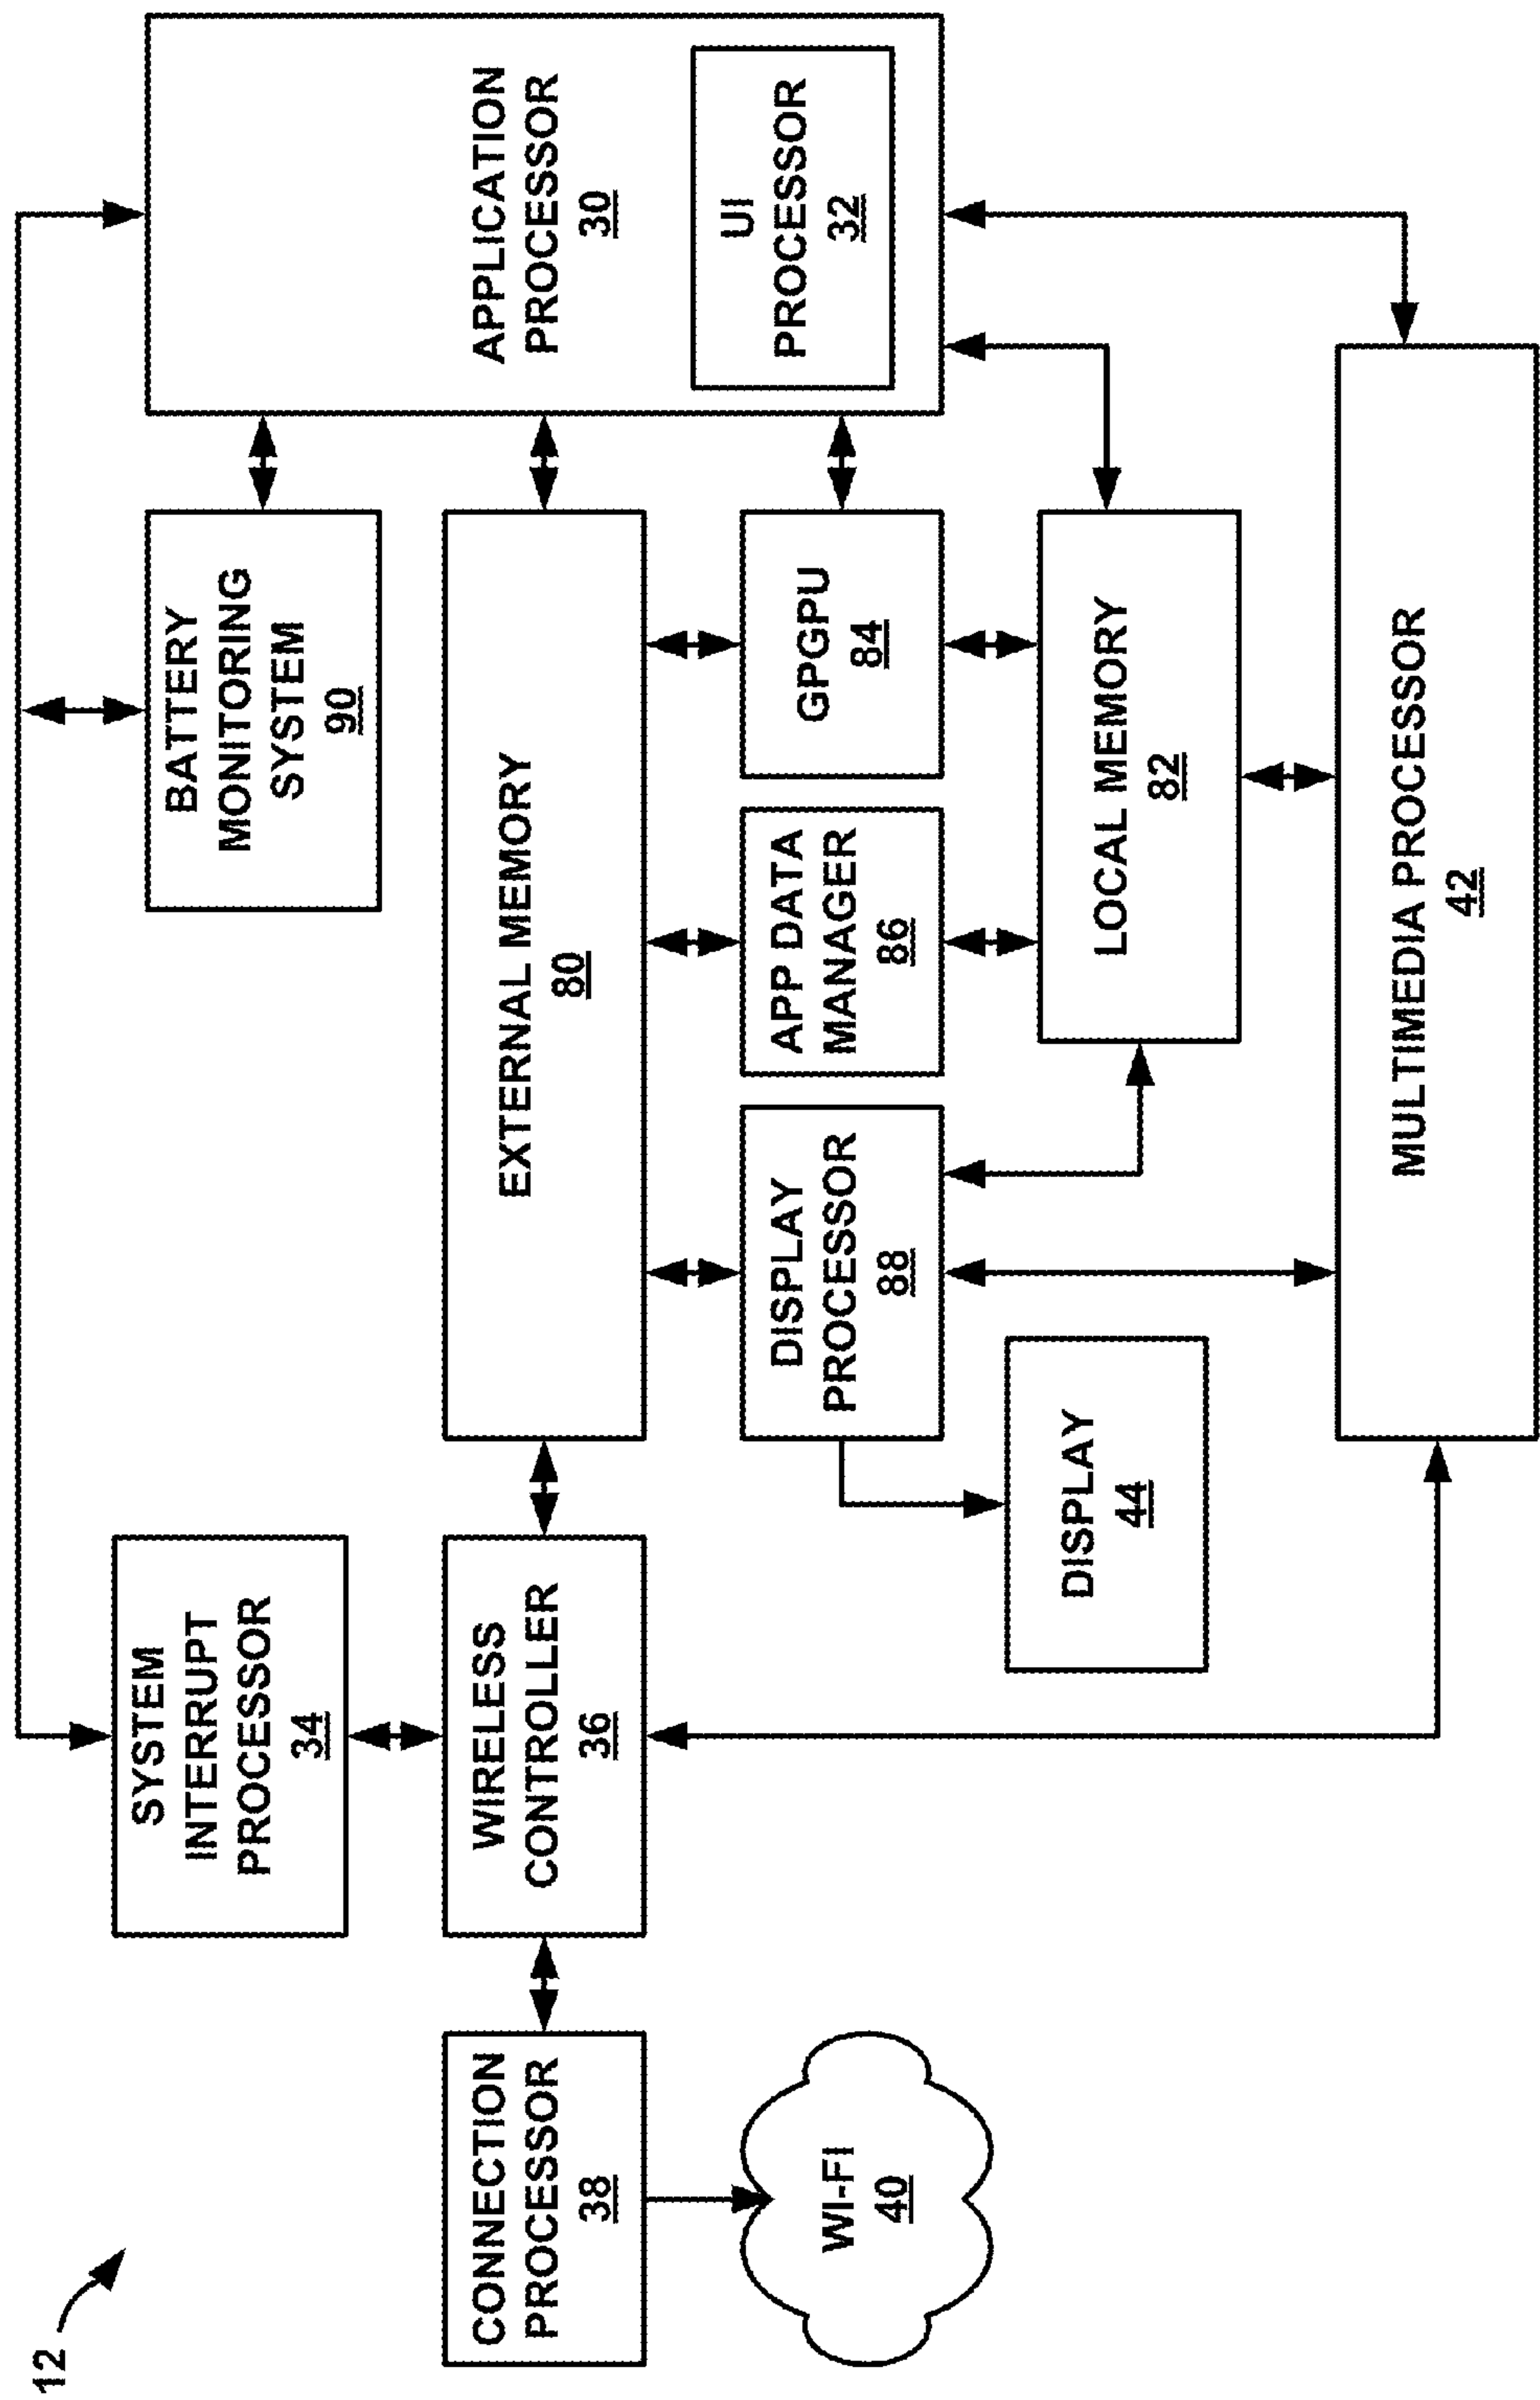 12
SYSTEM
INTERRUPT
PROCESSOR
34
BATTERY
MONITORING
SYSTEM
90
APPLICATION
PROCESSOR
30
UI
PROCESSOR
32
CONNECTION
PROCESSOR
38
WIRELESS
CONTROLLER
36
EXTERNAL MEMORY
80
WI-FI
40
DISPLAY
PROCESSOR
88
APP DATA
MANAGER
86
GPGPU
84
DISPLAY
44
LOCAL MEMORY
82
MULTIMEDIA PROCESSOR
42